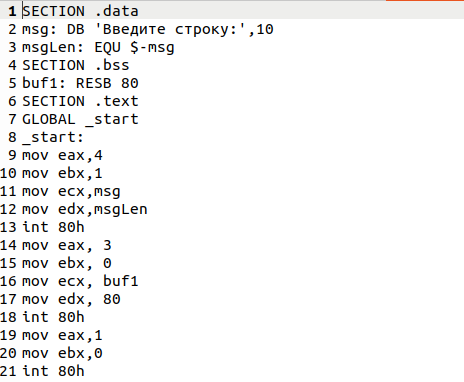 1 SECTION .data
2 msg: DB 'Введите строку:',10
3 msgLen: EQU $-msg
4 SECTION .bss
5 buf1: RESB 80
6 SECTION .text
7 GLOBAL _start
8 _start:
9 mov eax,4
10 mov ebx,1
11 mov ecx,msg
12 mov edx,msgLen
13 int 80h
14 mov eax, 3
15 mov ebx, 0
16 mov ecx, buf1
17 mov edx, 80
18 int 80h
19 mov eax,1
20 mov ebx,0
21 int 80h